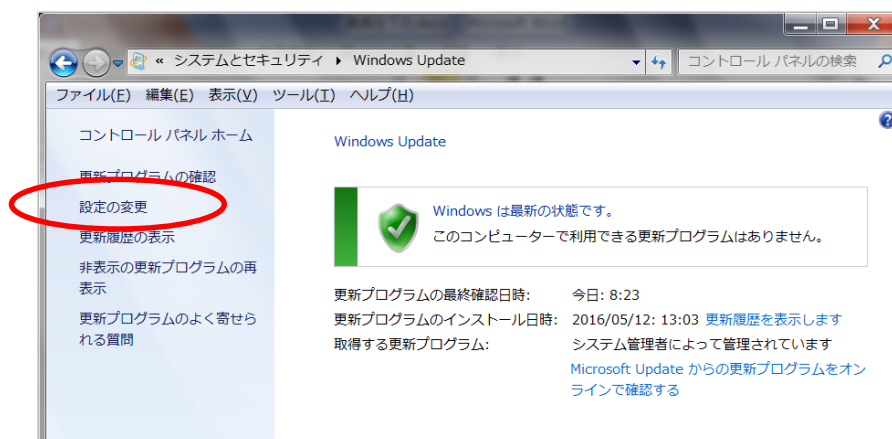 « システムとセキュリティ ▸ Windows Update
コントロール パネルの検索
ファイル(F) 編集(E) 表示(V) ツール(T) ヘルプ(H)
コントロール パネル ホーム
更新プログラムの確認
設定の変更
更新履歴の表示
非表示の更新プログラムの再
表示
更新プログラムのよく寄せら
れる質問
Windows Update
Windows は最新の状態です。
このコンピューターで利用できる更新プログラムはありません。
更新プログラムの最終確認日時: 今日: 8:23
更新プログラムのインストール日時: 2016/05/12: 13:03 更新履歴を表示します
取得する更新プログラム: システム管理者によって管理されています
Microsoft Update からの更新プログラムをオン
ラインで確認する